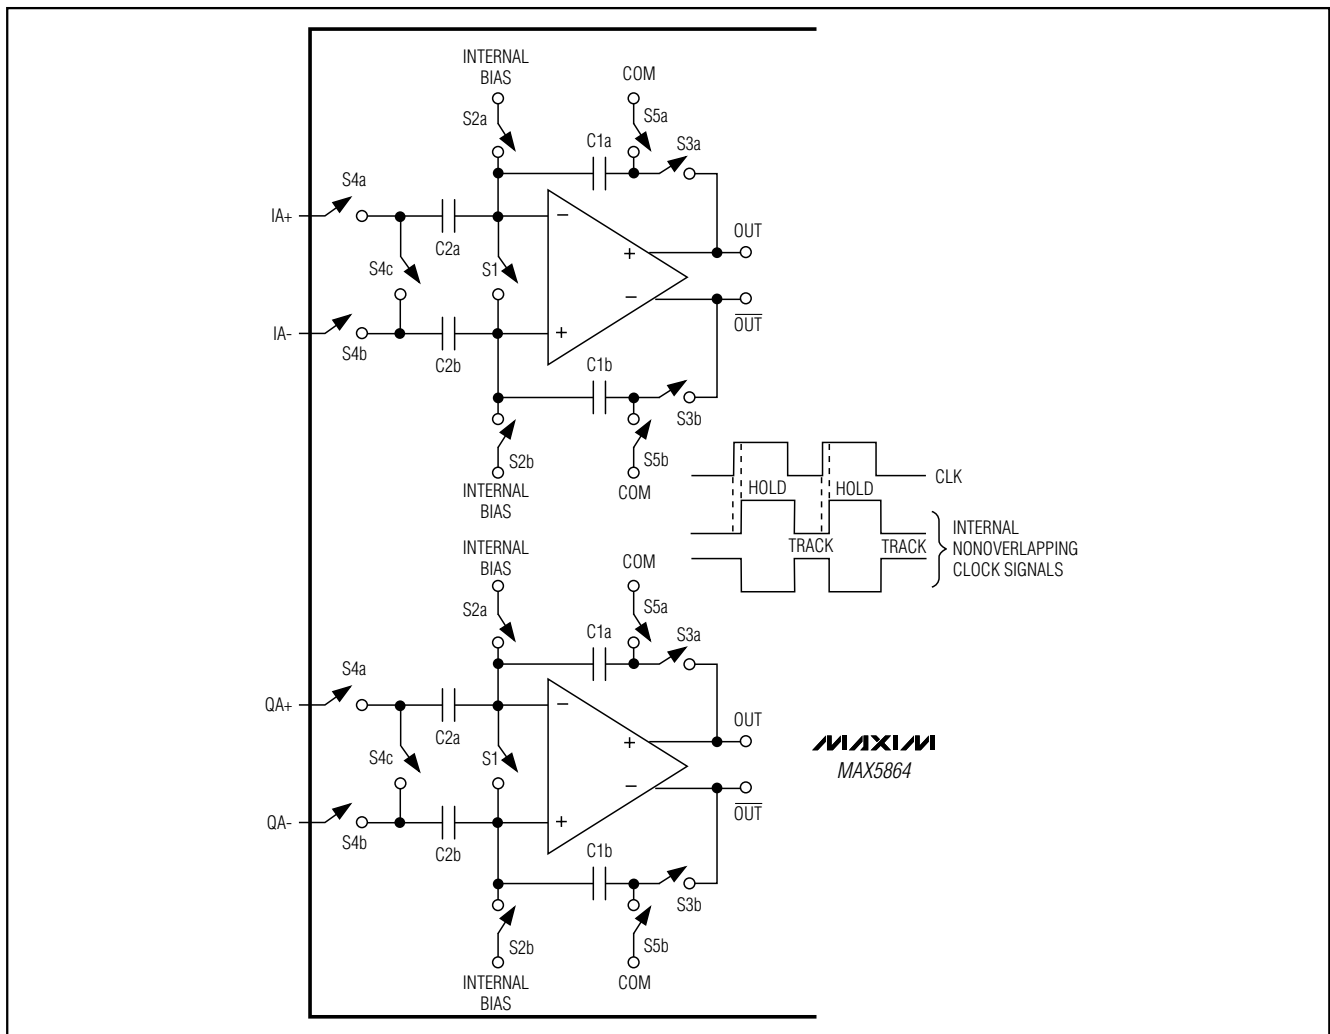 INTERNAL
BIAS
COM
S2a
S5a
C1a
S3a
S4a
IA+
−
C2a
OUT
+
S4c
S1
−
OUT
IA-
+
S4b
C2b
C1b
S3b
S2b
S5b
INTERNAL
BIAS
COM
CLK
HOLD
HOLD
TRACK
TRACK
INTERNAL
NONOVERLAPPING
CLOCK SIGNALS
INTERNAL
BIAS
COM
S2a
S5a
C1a
S3a
S4a
QA+
−
C2a
OUT
+
S4c
S1
MAXIM
MAX5864
−
OUT
QA-
+
S4b
C2b
C1b
S3b
S2b
S5b
INTERNAL
BIAS
COM